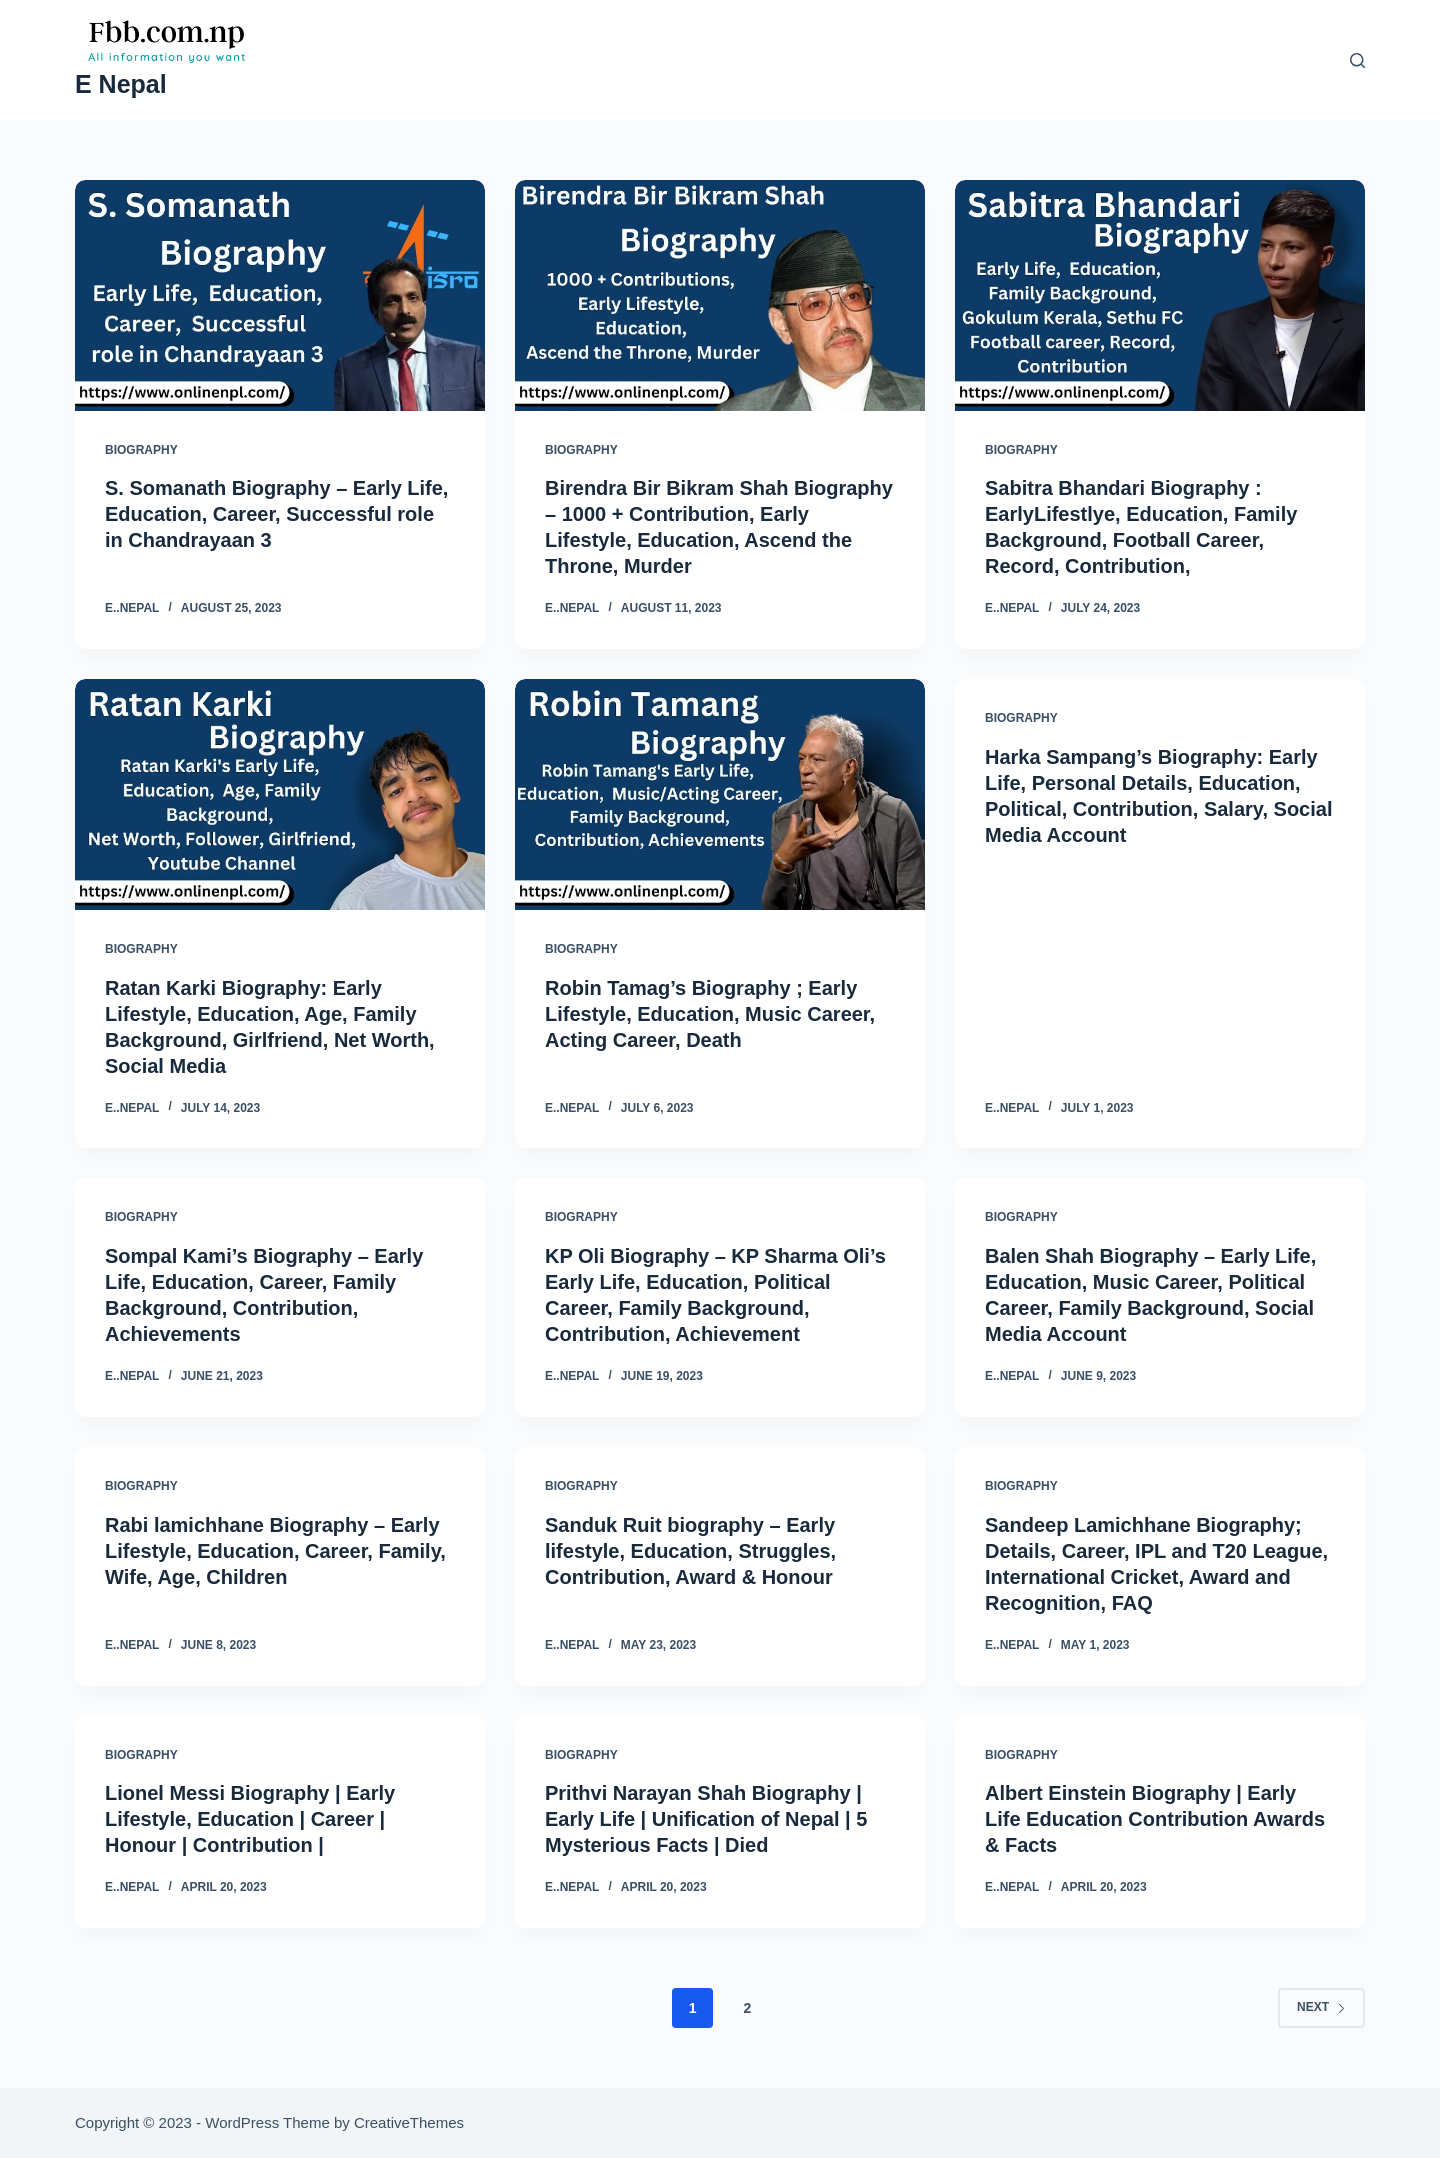 Fbb.com.np
All information you want
E Nepal
S. Somanath
Biography
Early Life, Education,
Career, Successful
role in Chandrayaan 3
isro
https://www.onlinenpl.com/
Birendra Bir Bikram Shah
Biography
1000 + Contributions,
Early Lifestyle,
Education,
Ascend the Throne, Murder
https://www.onlinenpl.com/
Sabitra Bhandari
Biography
Early Life, Education,
Family Background,
Gokulum Kerala, Sethu FC
Football career, Record,
Contribution
https://www.onlinenpl.com/
BIOGRAPHY
S. Somanath Biography – Early Life,
Education, Career, Successful role
in Chandrayaan 3
E..NEPAL / AUGUST 25, 2023
BIOGRAPHY
Birendra Bir Bikram Shah Biography
– 1000 + Contribution, Early
Lifestyle, Education, Ascend the
Throne, Murder
E..NEPAL / AUGUST 11, 2023
BIOGRAPHY
Sabitra Bhandari Biography :
EarlyLifestlye, Education, Family
Background, Football Career,
Record, Contribution,
E..NEPAL / JULY 24, 2023
Ratan Karki
Biography
Ratan Karki's Early Life,
Education, Age, Family
Background,
Net Worth, Follower, Girlfriend,
Youtube Channel
https://www.onlinenpl.com/
Robin Tamang
Biography
Robin Tamang's Early Life,
Education, Music/Acting Career,
Family Background,
Contribution, Achievements
https://www.onlinenpl.com/
BIOGRAPHY
Ratan Karki Biography: Early
Lifestyle, Education, Age, Family
Background, Girlfriend, Net Worth,
Social Media
E..NEPAL / JULY 14, 2023
BIOGRAPHY
Robin Tamag’s Biography ; Early
Lifestyle, Education, Music Career,
Acting Career, Death
E..NEPAL / JULY 6, 2023
BIOGRAPHY
Harka Sampang’s Biography: Early
Life, Personal Details, Education,
Political, Contribution, Salary, Social
Media Account
E..NEPAL / JULY 1, 2023
BIOGRAPHY
Sompal Kami’s Biography – Early
Life, Education, Career, Family
Background, Contribution,
Achievements
E..NEPAL / JUNE 21, 2023
BIOGRAPHY
KP Oli Biography – KP Sharma Oli’s
Early Life, Education, Political
Career, Family Background,
Contribution, Achievement
E..NEPAL / JUNE 19, 2023
BIOGRAPHY
Balen Shah Biography – Early Life,
Education, Music Career, Political
Career, Family Background, Social
Media Account
E..NEPAL / JUNE 9, 2023
BIOGRAPHY
Rabi lamichhane Biography – Early
Lifestyle, Education, Career, Family,
Wife, Age, Children
E..NEPAL / JUNE 8, 2023
BIOGRAPHY
Sanduk Ruit biography – Early
lifestyle, Education, Struggles,
Contribution, Award & Honour
E..NEPAL / MAY 23, 2023
BIOGRAPHY
Sandeep Lamichhane Biography;
Details, Career, IPL and T20 League,
International Cricket, Award and
Recognition, FAQ
E..NEPAL / MAY 1, 2023
BIOGRAPHY
Lionel Messi Biography | Early
Lifestyle, Education | Career |
Honour | Contribution |
E..NEPAL / APRIL 20, 2023
BIOGRAPHY
Prithvi Narayan Shah Biography |
Early Life | Unification of Nepal | 5
Mysterious Facts | Died
E..NEPAL / APRIL 20, 2023
BIOGRAPHY
Albert Einstein Biography | Early
Life Education Contribution Awards
& Facts
E..NEPAL / APRIL 20, 2023
1 2 NEXT
Copyright © 2023 - WordPress Theme by CreativeThemes